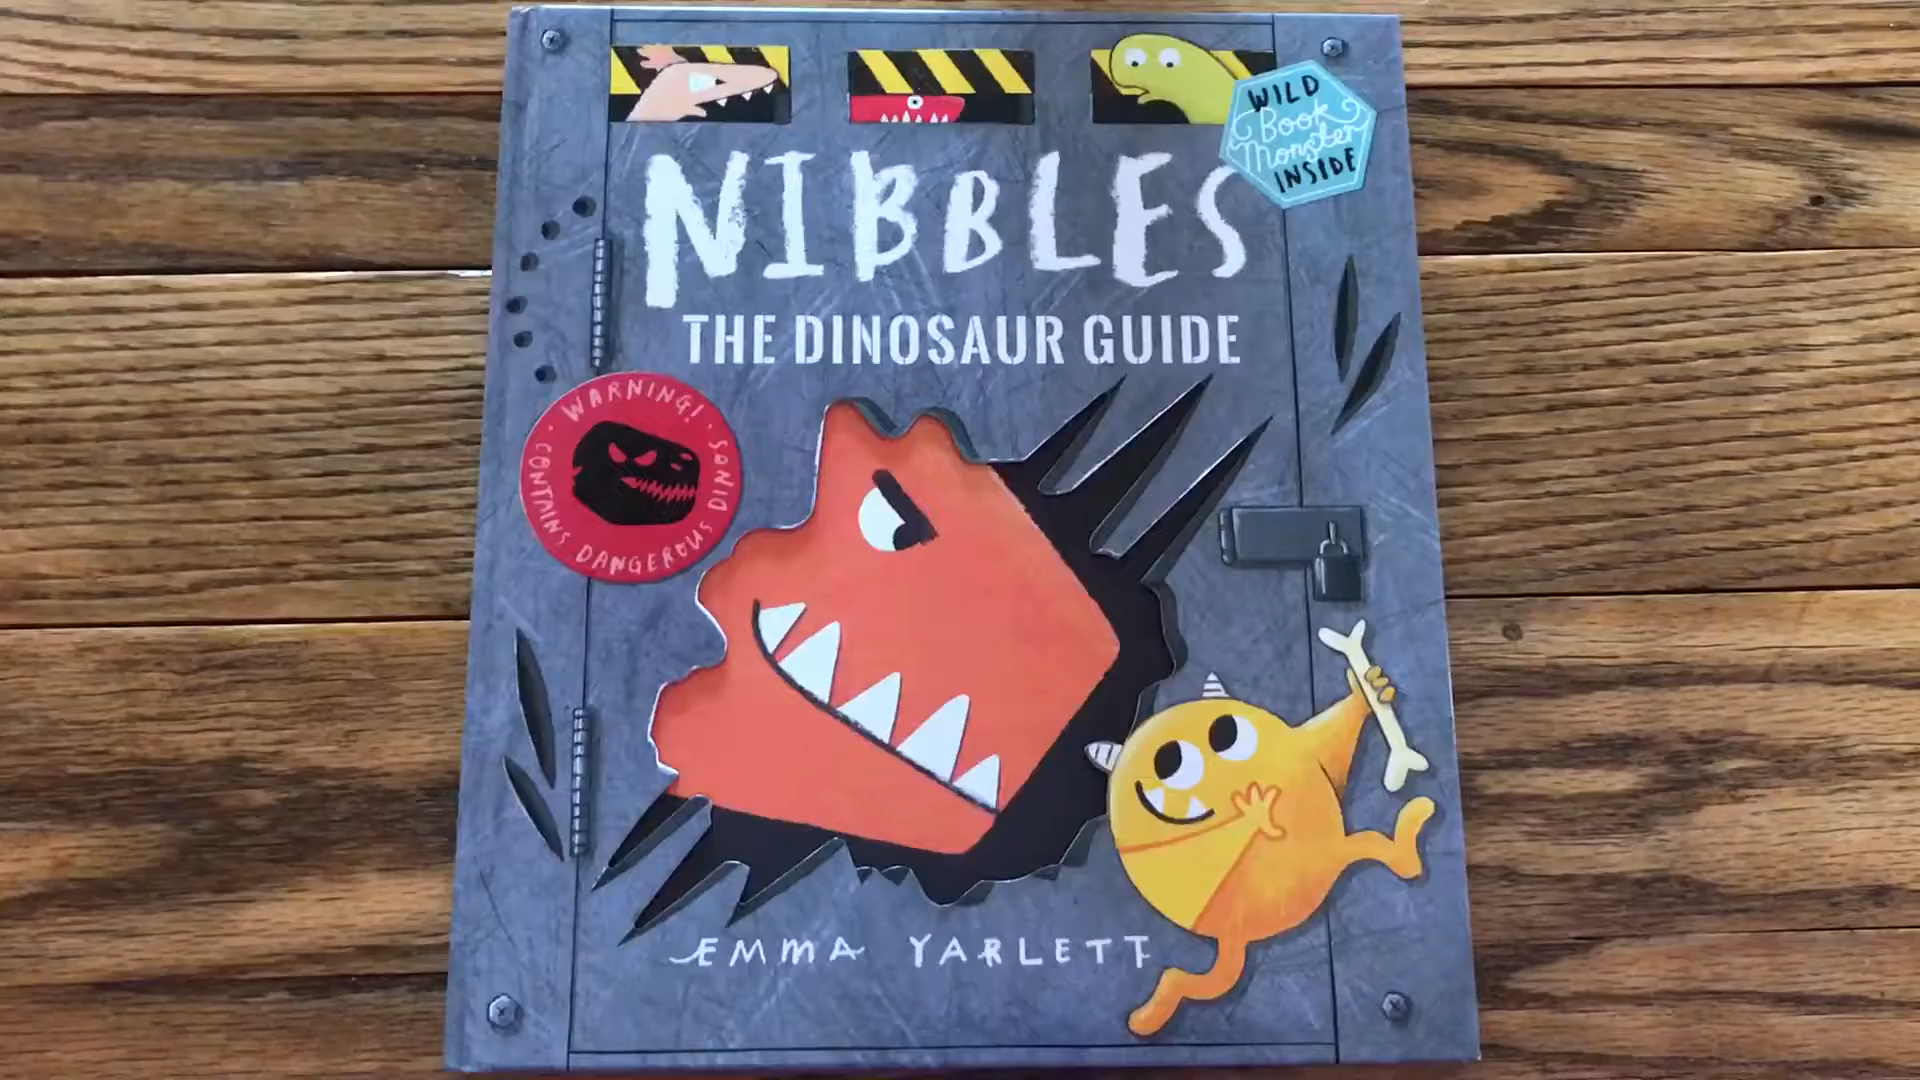 WILD
Book
Monster
INSIDE
NIBBLES
THE DINOSAUR GUIDE
WARNING!
· CONTAINS DANGEROUS DINOS ·
EMMA YARLETT